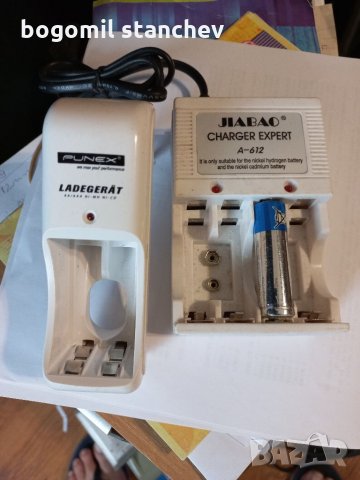 bogomil stanchev
PUNEX®
LADEGERÄT
JIABAO
CHARGER EXPERT
A-612
It is only suitable for the nickel hydrogen battery
and the nickel cadmium battery
BAZAR